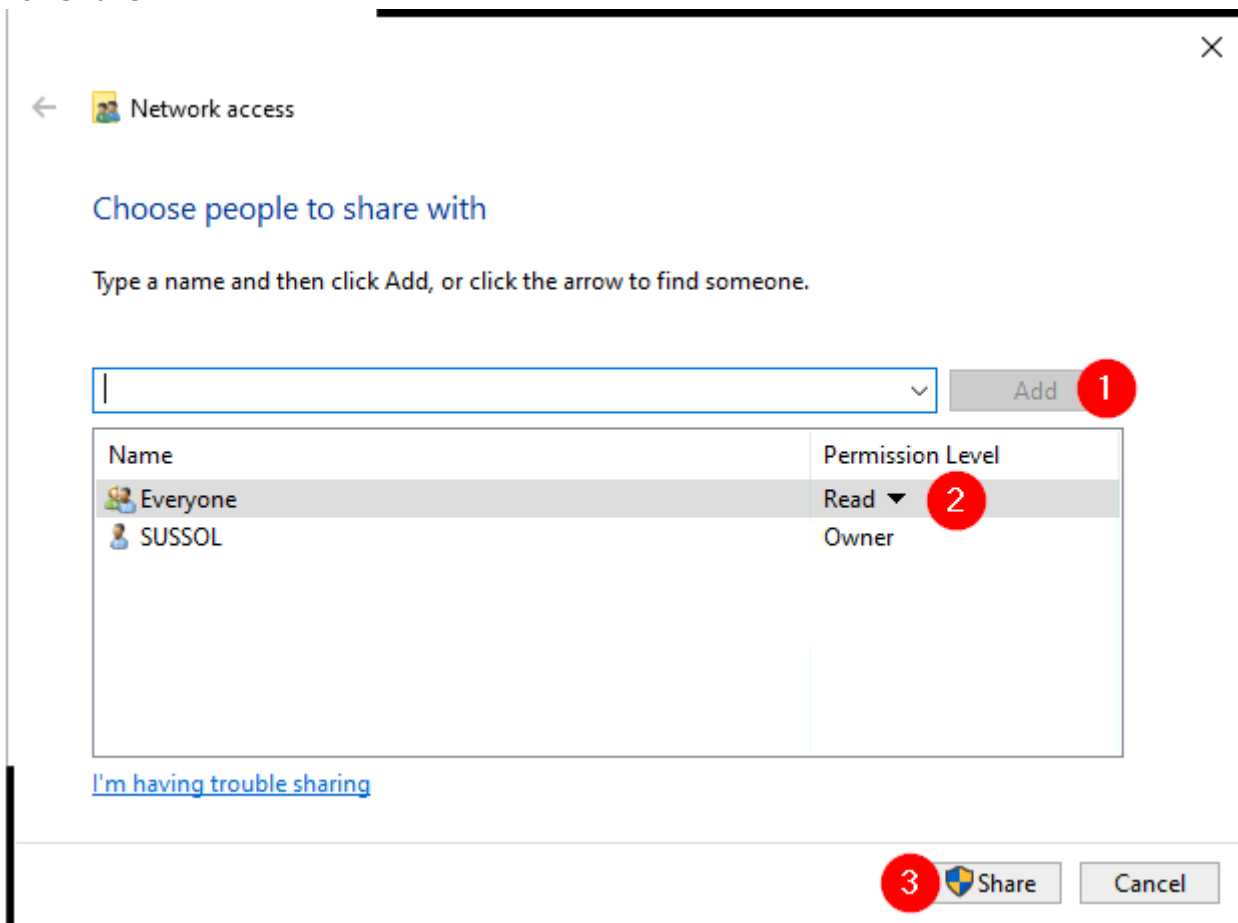 Network access
Choose people to share with
Type a name and then click Add, or click the arrow to find someone.
Add 1
Name Permission Level
Everyone Read 2
SUSSOL Owner
I'm having trouble sharing
3 Share Cancel